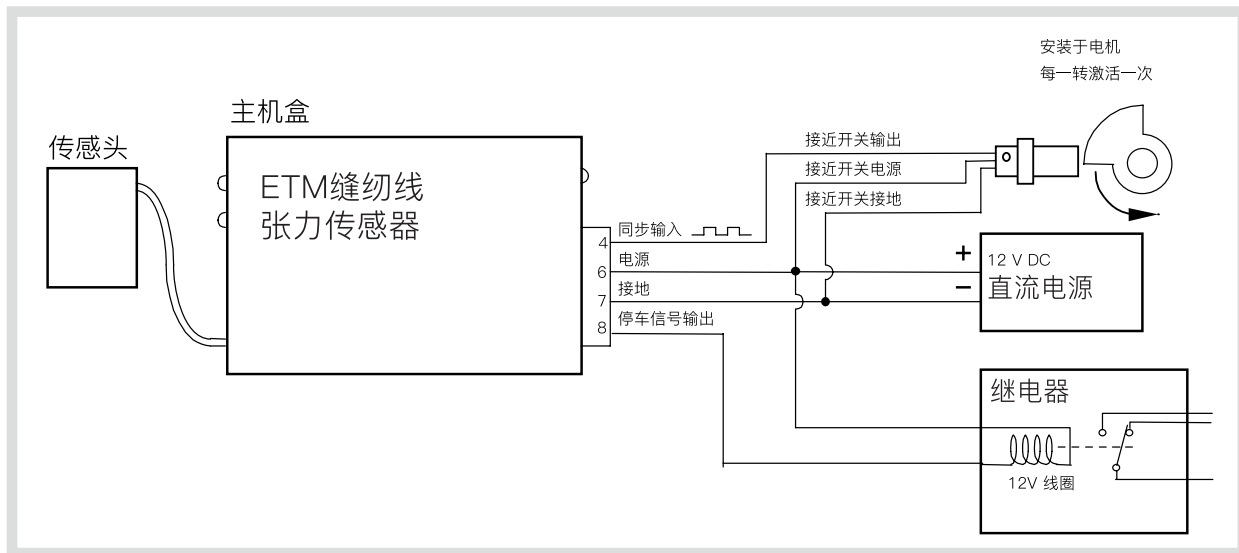 安装于电机
每一转激活一次
主机盒
传感头
ETM缝纫线
张力传感器
接近开关输出
接近开关电源
接近开关接地
4 同步输入
6 电源
7 接地
8 停车信号输出
+ 12 V DC
− 直流电源
继电器
12V 线圈